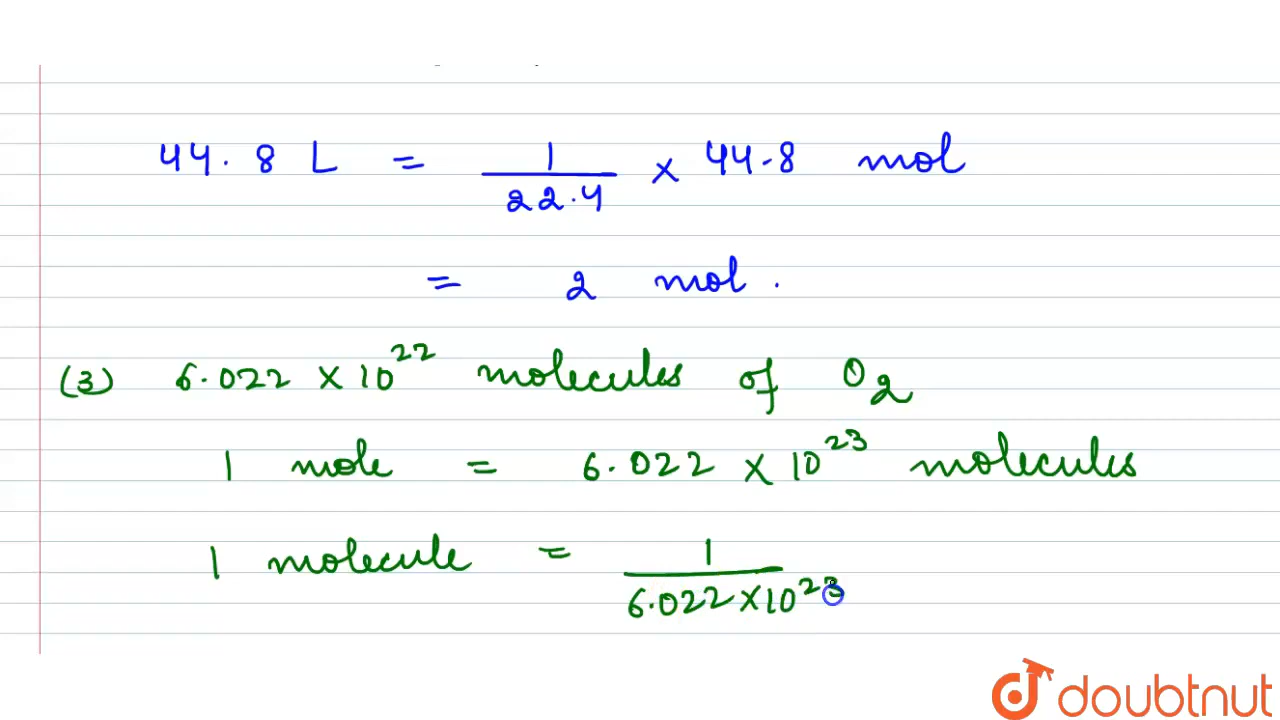 44.8 L = 1/22.4 × 44.8 mol
= 2 mol.
(3) 6.022 × 10^22 molecules of O2
1 mole = 6.022 × 10^23 molecules
1 molecule = 1/6.022 × 10^23
doubtnut